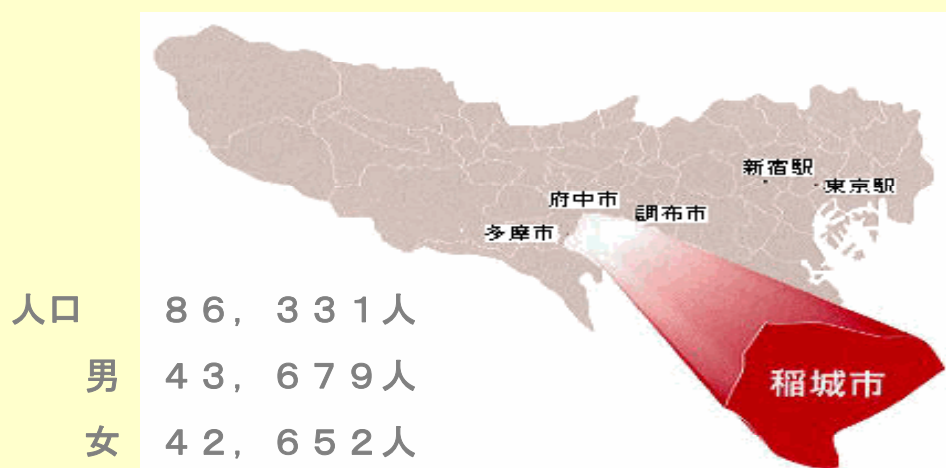 新宿駅
東京駅
府中市
調布市
多摩市
人口 ８６，３３１人
男 ４３，６７９人
女 ４２，６５２人
稲城市